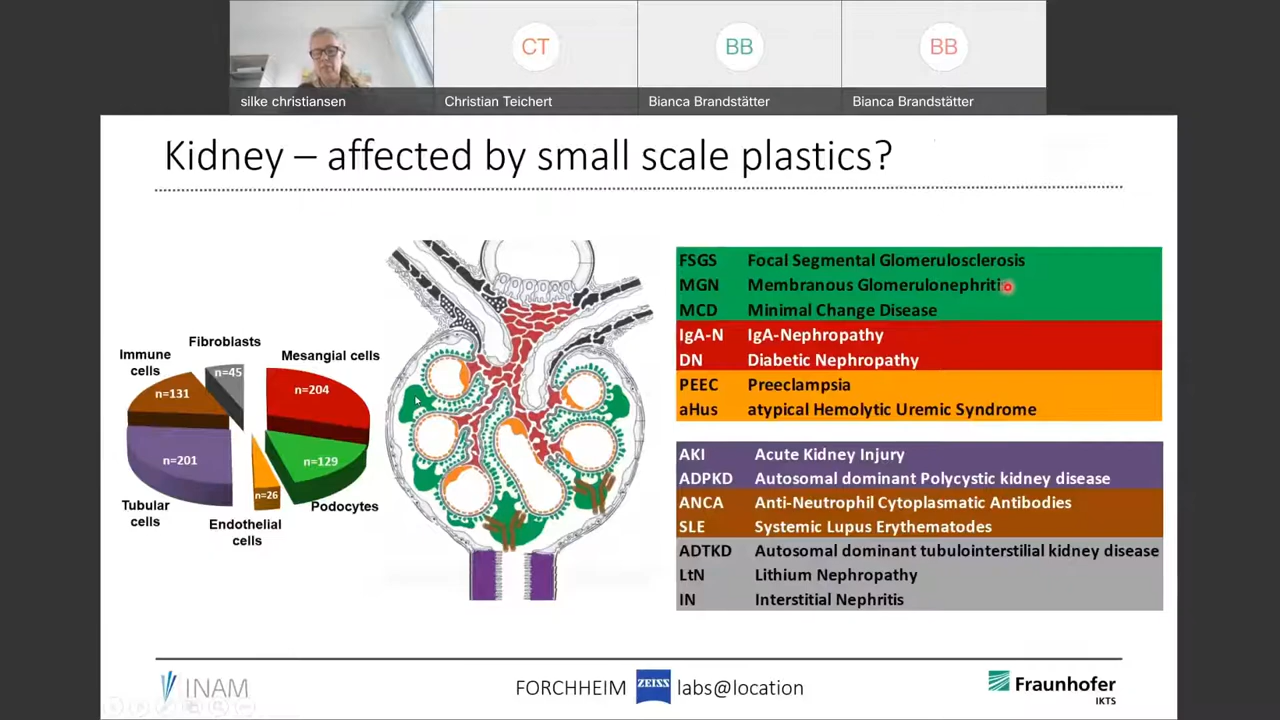 CT
BB
BB
silke christiansen
Christian Teichert
Bianca Brandstätter
Bianca Brandstätter
Kidney – affected by small scale plastics?
Fibroblasts
Immune
cells
Mesangial cells
n=45
n=131
n=204
n=201
n=129
n=26
Tubular
cells
Endothelial
cells
Podocytes
FSGS Focal Segmental Glomerulosclerosis
MGN Membranous Glomerulonephriti
MCD Minimal Change Disease
IgA-N IgA-Nephropathy
DN Diabetic Nephropathy
PEEC Preeclampsia
aHus atypical Hemolytic Uremic Syndrome
AKI Acute Kidney Injury
ADPKD Autosomal dominant Polycystic kidney disease
ANCA Anti-Neutrophil Cytoplasmatic Antibodies
SLE Systemic Lupus Erythematodes
ADTKD Autosomal dominant tubulointerstilial kidney disease
LtN Lithium Nephropathy
IN Interstitial Nephritis
INAM
FORCHHEIM ZEISS labs@location
Fraunhofer
IKTS